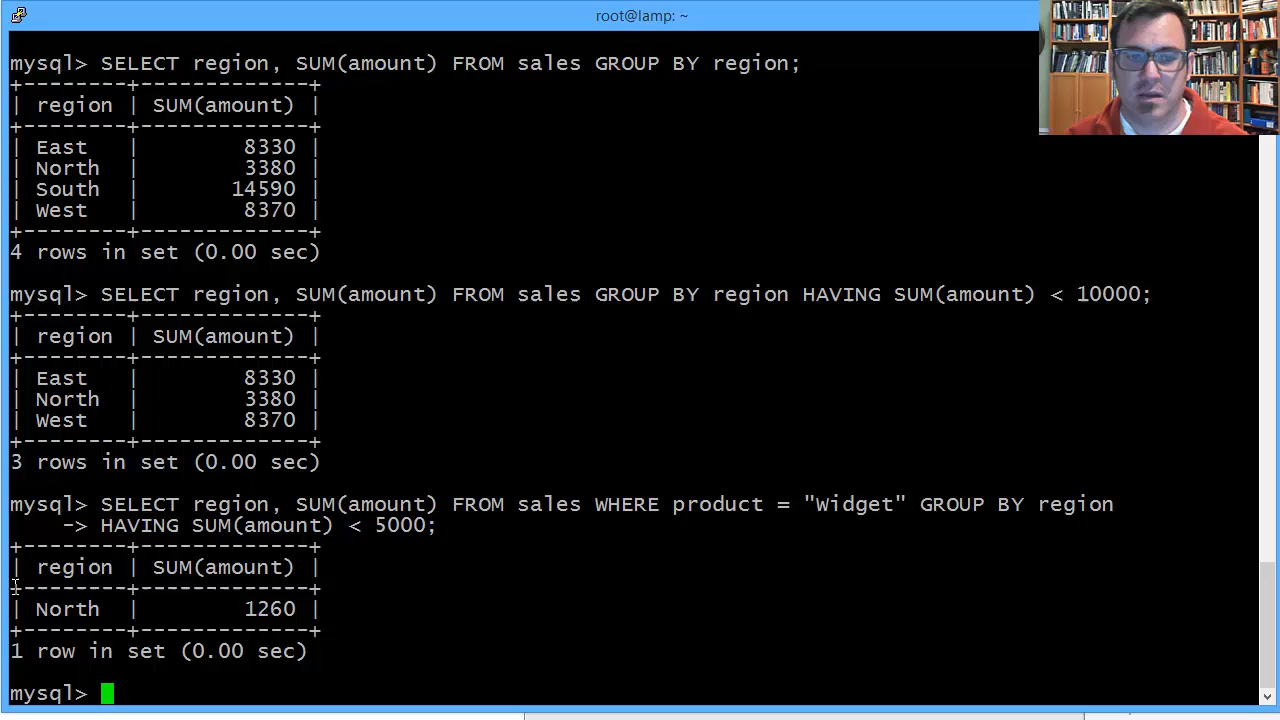 root@lamp: ~
mysql> SELECT region, SUM(amount) FROM sales GROUP BY region;
+--------+-------------+
| region | SUM(amount) |
+--------+-------------+
| East   |        8330 |
| North  |        3380 |
| South  |       14590 |
| West   |        8370 |
+--------+-------------+
4 rows in set (0.00 sec)
mysql> SELECT region, SUM(amount) FROM sales GROUP BY region HAVING SUM(amount) < 10000;
+--------+-------------+
| region | SUM(amount) |
+--------+-------------+
| East   |        8330 |
| North  |        3380 |
| West   |        8370 |
+--------+-------------+
3 rows in set (0.00 sec)
mysql> SELECT region, SUM(amount) FROM sales WHERE product = "Widget" GROUP BY region
    -> HAVING SUM(amount) < 5000;
+--------+-------------+
| region | SUM(amount) |
+--------+-------------+
| North  |        1260 |
+--------+-------------+
1 row in set (0.00 sec)
mysql>